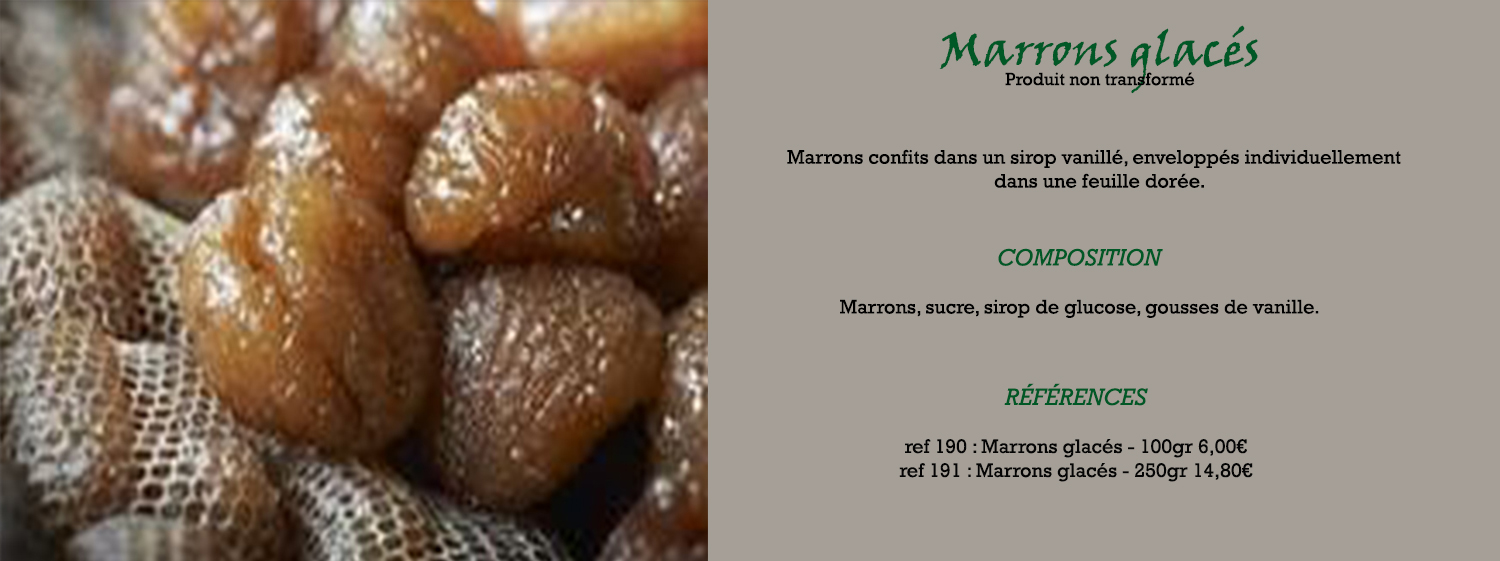 Marrons glacés
Produit non transformé
Marrons confits dans un sirop vanillé, enveloppés individuellement
dans une feuille dorée.
COMPOSITION
Marrons, sucre, sirop de glucose, gousses de vanille.
RÉFÉRENCES
ref 190 : Marrons glacés - 100gr 6,00€
ref 191 : Marrons glacés - 250gr 14,80€